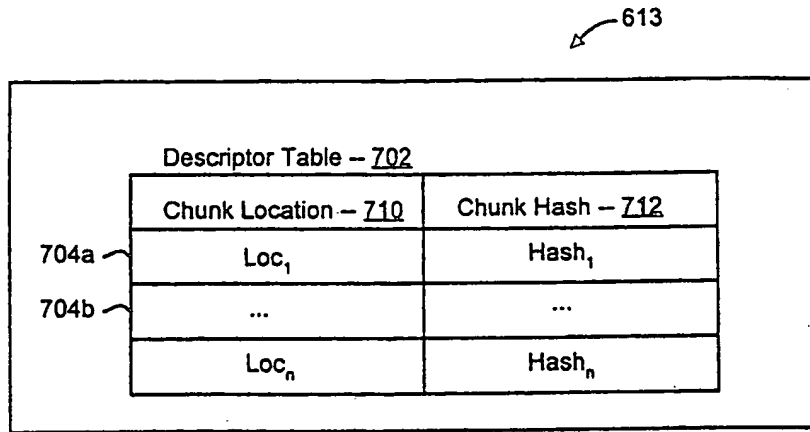 613
Descriptor Table – 702
Chunk Location – 710 Chunk Hash – 712
704a Loc₁ Hash₁
704b ... ...
Locₙ Hashₙ